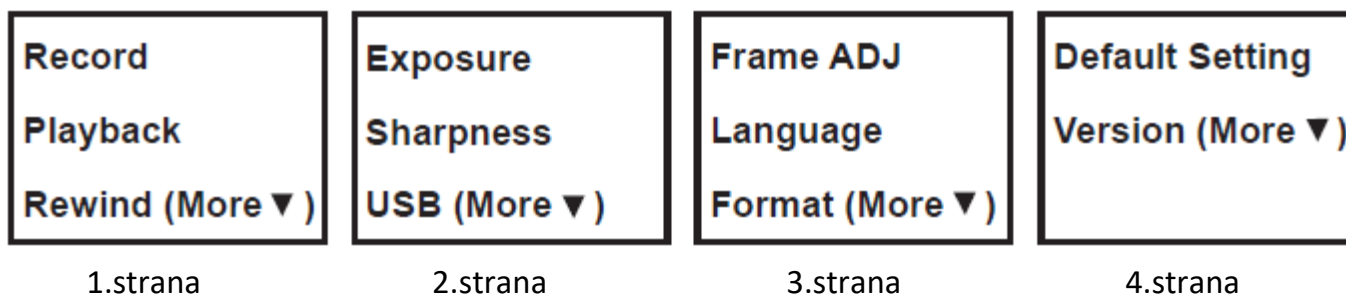 Record
Playback
Rewind (More ▼ )
Exposure
Sharpness
USB (More ▼ )
Frame ADJ
Language
Format (More ▼ )
Default Setting
Version (More ▼ )
1.strana
2.strana
3.strana
4.strana